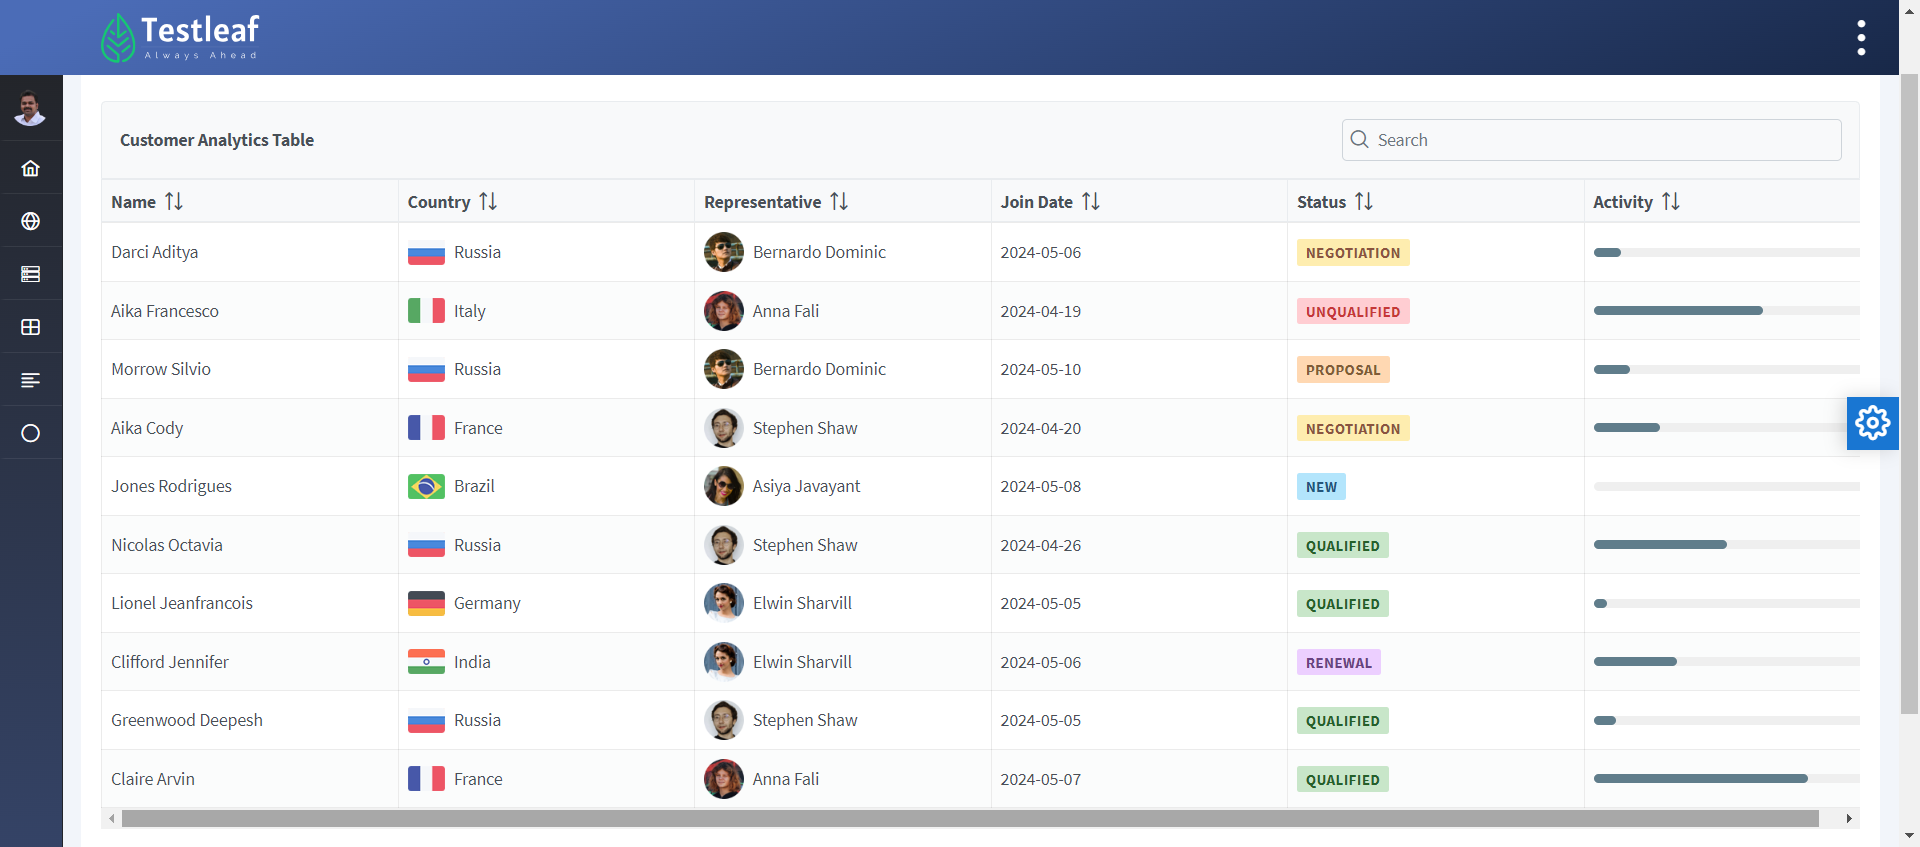 Testleaf
Always Ahead
Customer Analytics Table
Search
Name Country Representative Join Date Status Activity
Darci Aditya Russia Bernardo Dominic 2024-05-06 NEGOTIATION
Aika Francesco Italy Anna Fali 2024-04-19 UNQUALIFIED
Morrow Silvio Russia Bernardo Dominic 2024-05-10 PROPOSAL
Aika Cody France Stephen Shaw 2024-04-20 NEGOTIATION
Jones Rodrigues Brazil Asiya Javayant 2024-05-08 NEW
Nicolas Octavia Russia Stephen Shaw 2024-04-26 QUALIFIED
Lionel Jeanfrancois Germany Elwin Sharvill 2024-05-05 QUALIFIED
Clifford Jennifer India Elwin Sharvill 2024-05-06 RENEWAL
Greenwood Deepesh Russia Stephen Shaw 2024-05-05 QUALIFIED
Claire Arvin France Anna Fali 2024-05-07 QUALIFIED